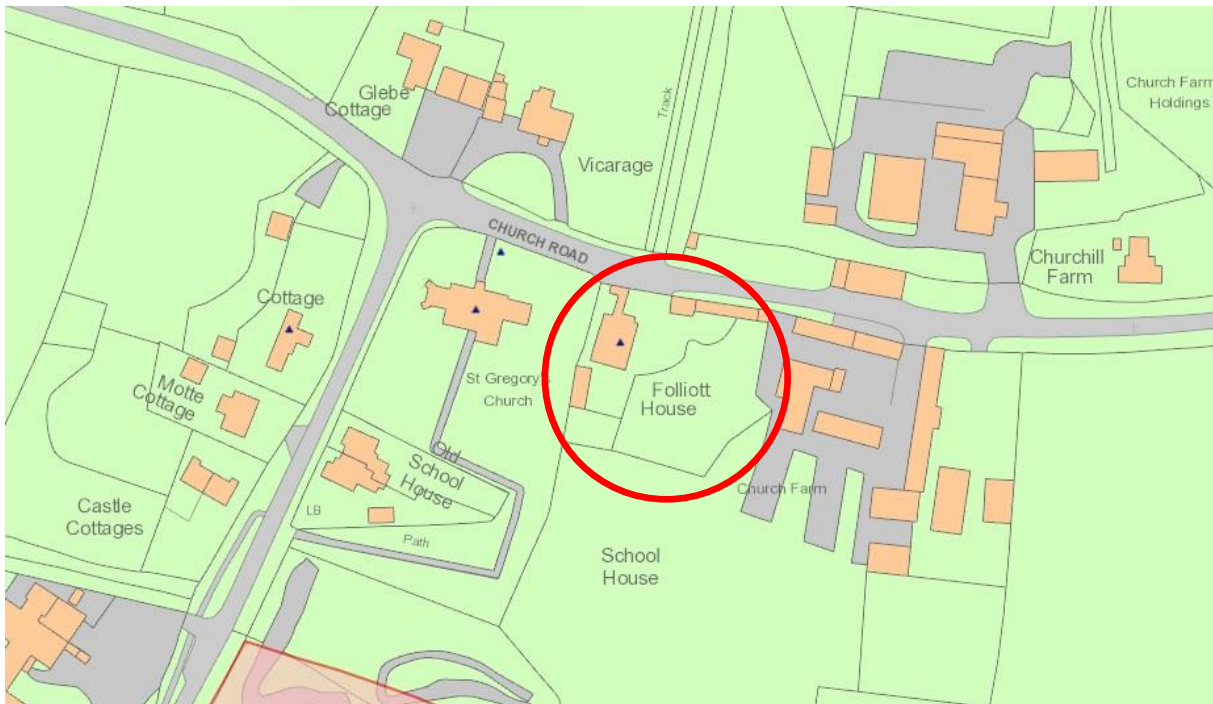 Glebe
Cottage
Track
Church Farm
Holdings
Vicarage
CHURCH ROAD
Churchill
Farm
Cottage
St Gregory's
Church
Folliott
House
Motte
Cottage
Old
School
House
Church Farm
Castle
Cottages
LB
Path
School
House